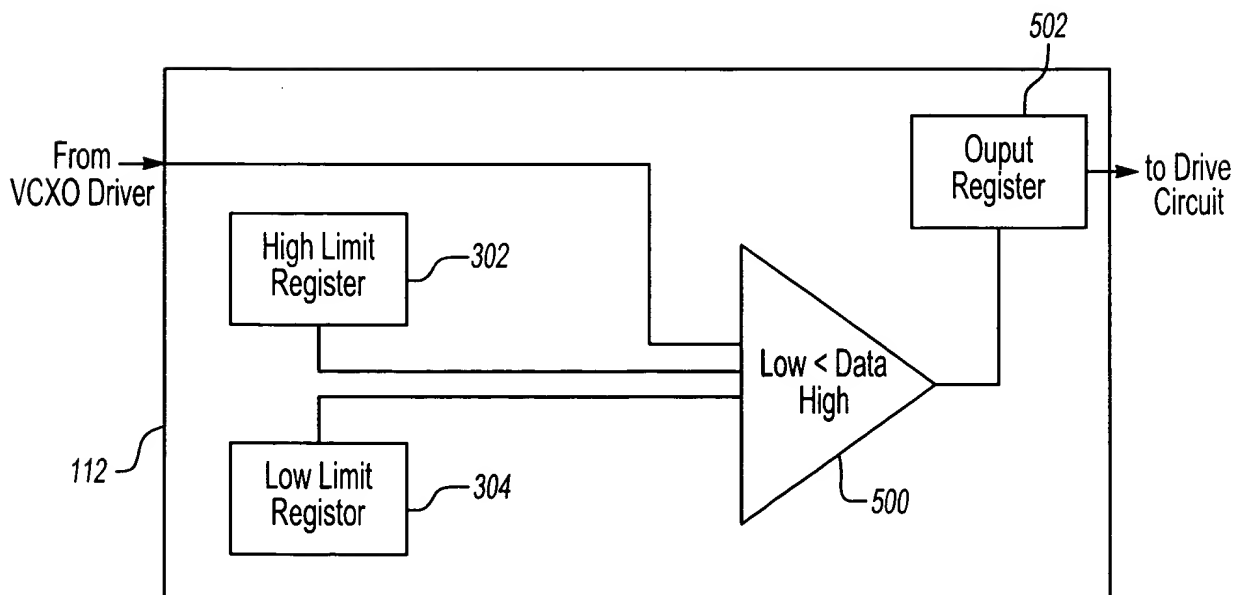 502
From
VCXO Driver
Ouput
Register
to Drive
Circuit
High Limit
Register
302
Low < Data
High
112
Low Limit
Registor
304
500